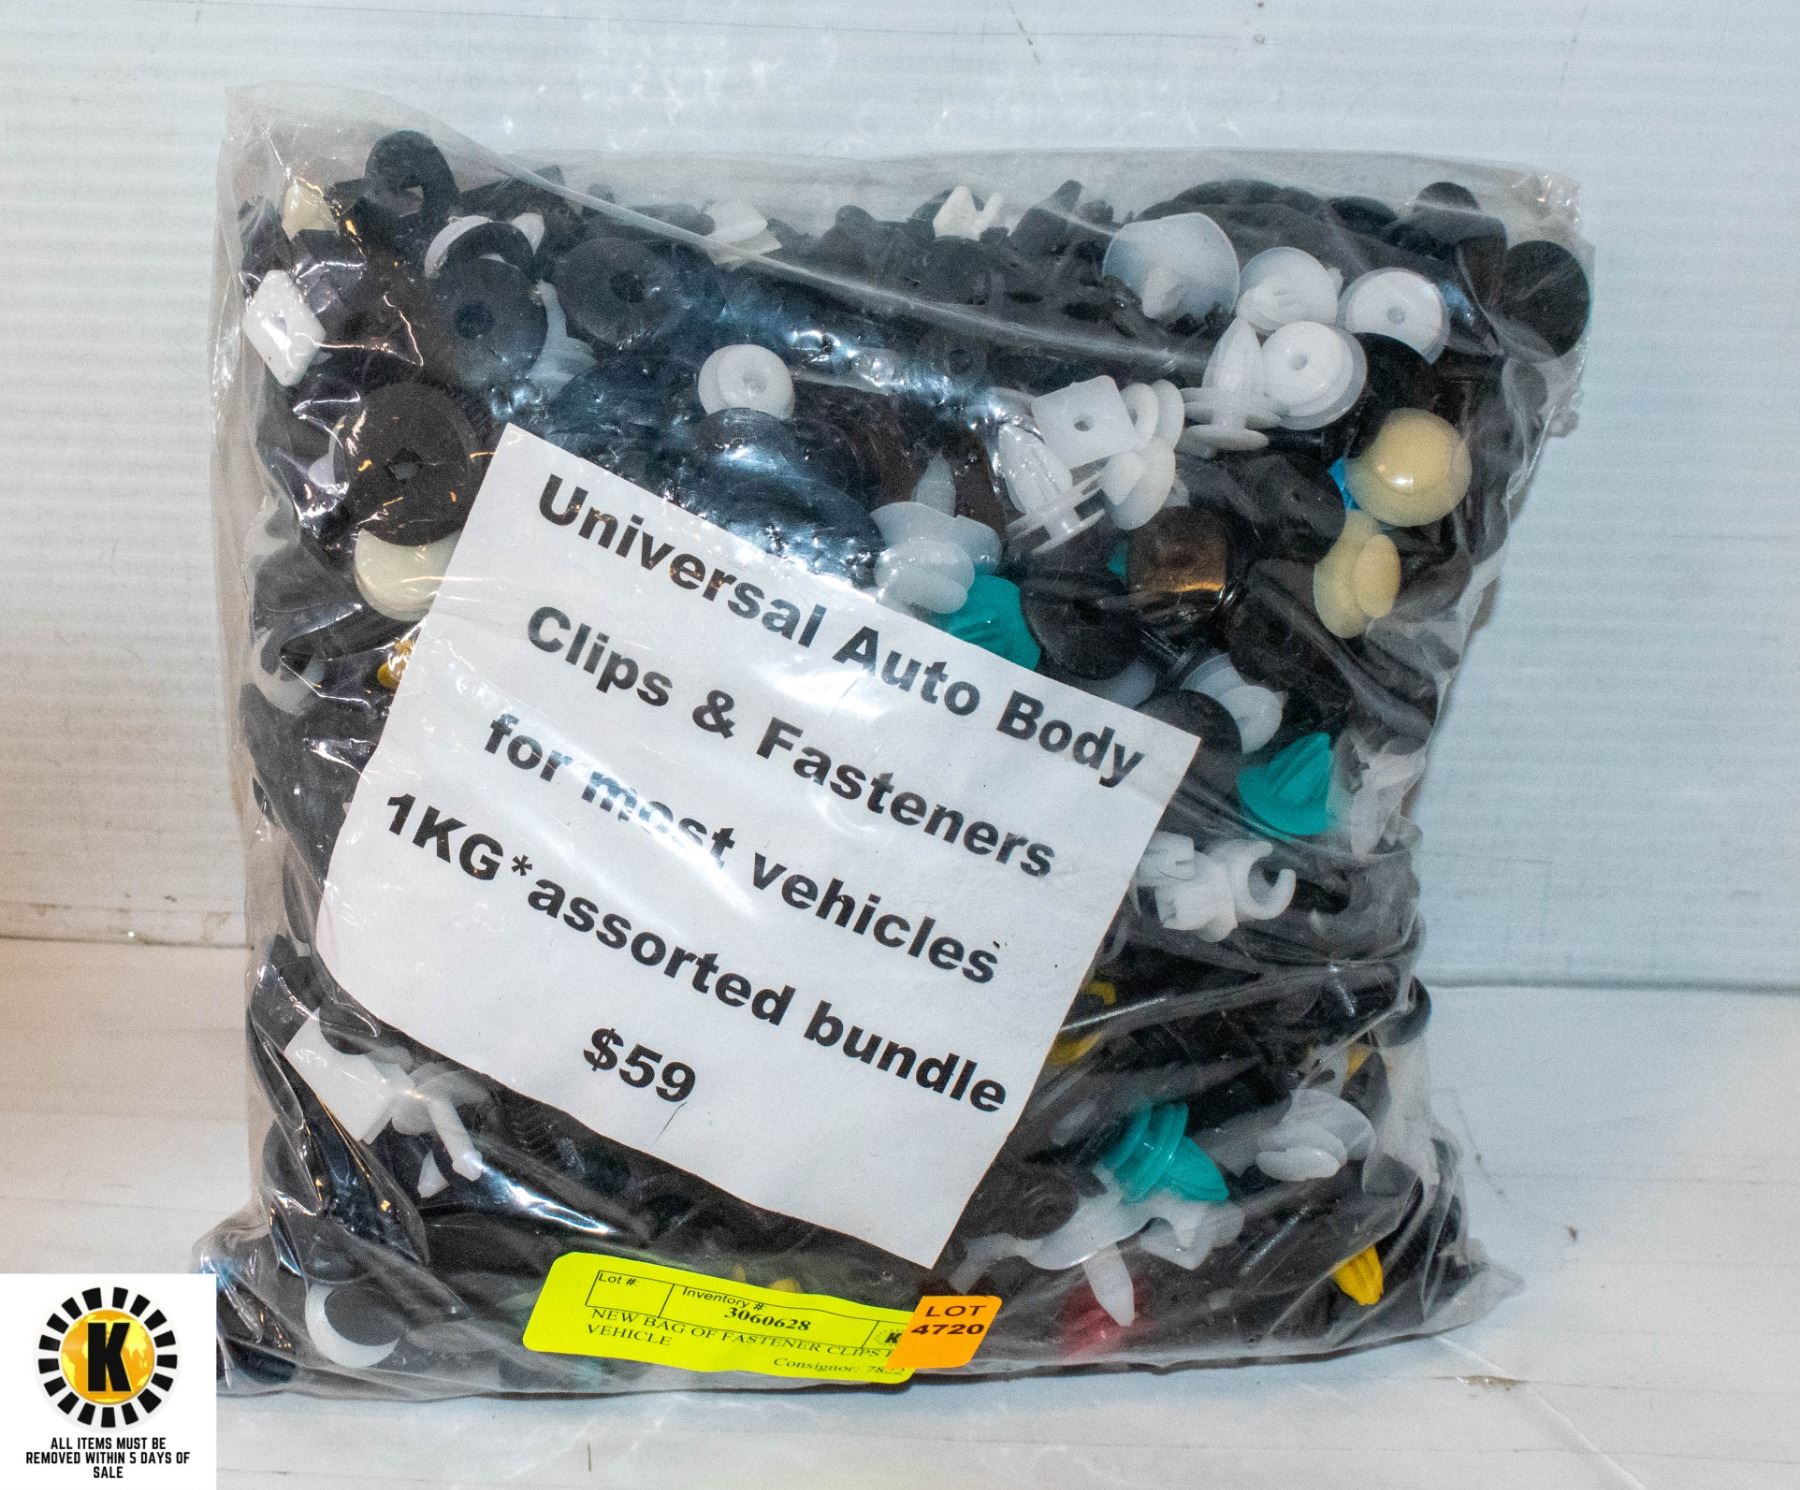 Universal Auto Body
Clips & Fasteners
for most vehicles
1KG*assorted bundle
$59
Lot #:
Inventory #:
3060628
NEW BAG OF FASTENER CLIPS
VEHICLE
Consignor:
K
LOT
4720
K
ALL ITEMS MUST BE
REMOVED WITHIN 5 DAYS OF
SALE